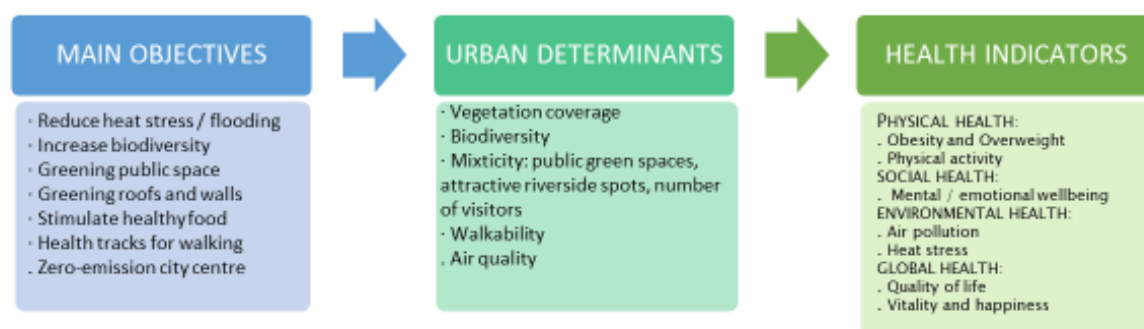 MAIN OBJECTIVES
· Reduce heat stress / flooding
· Increase biodiversity
· Greening public space
· Greening roofs and walls
· Stimulate healthy food
· Health tracks for walking
. Zero-emission city centre
URBAN DETERMINANTS
· Vegetation coverage
· Biodiversity
· Mixticity: public green spaces,
attractive riverside spots, number
of visitors
· Walkability
. Air quality
HEALTH INDICATORS
PHYSICAL HEALTH:
. Obesity and Overweight
. Physical activity
SOCIAL HEALTH:
. Mental / emotional wellbeing
ENVIRONMENTAL HEALTH:
. Air pollution
. Heat stress
GLOBAL HEALTH:
. Quality of life
. Vitality and happiness